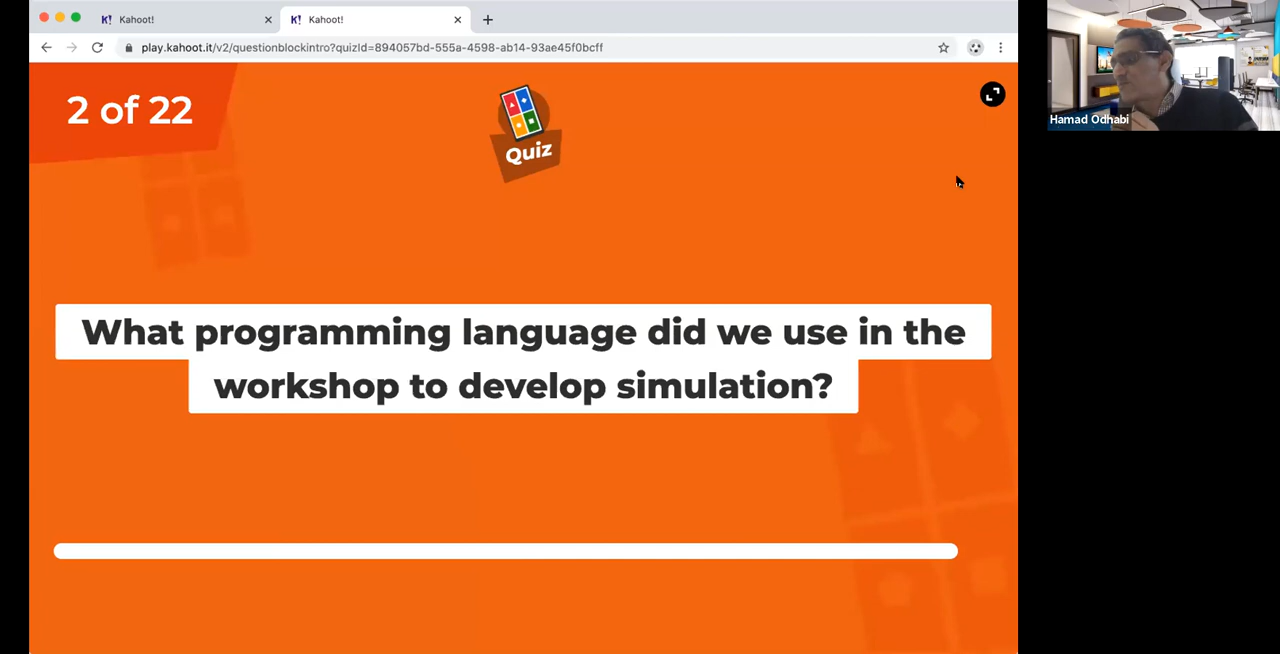 Kahoot!
Kahoot!
play.kahoot.it/v2/questionblockintro?quizId=894057bd-555a-4598-ab14-93ae45f0bcff
2 of 22
Quiz
What programming language did we use in the
workshop to develop simulation?
Hamad Odhabi